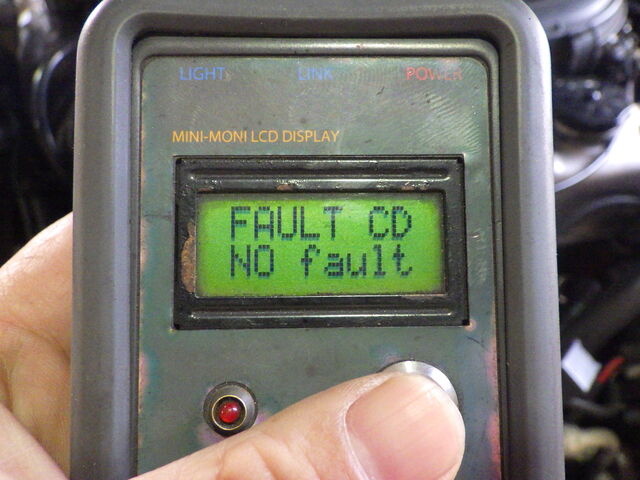 LIGHT LINK POWER
MINI-MONI LCD DISPLAY
FAULT CD
NO fault